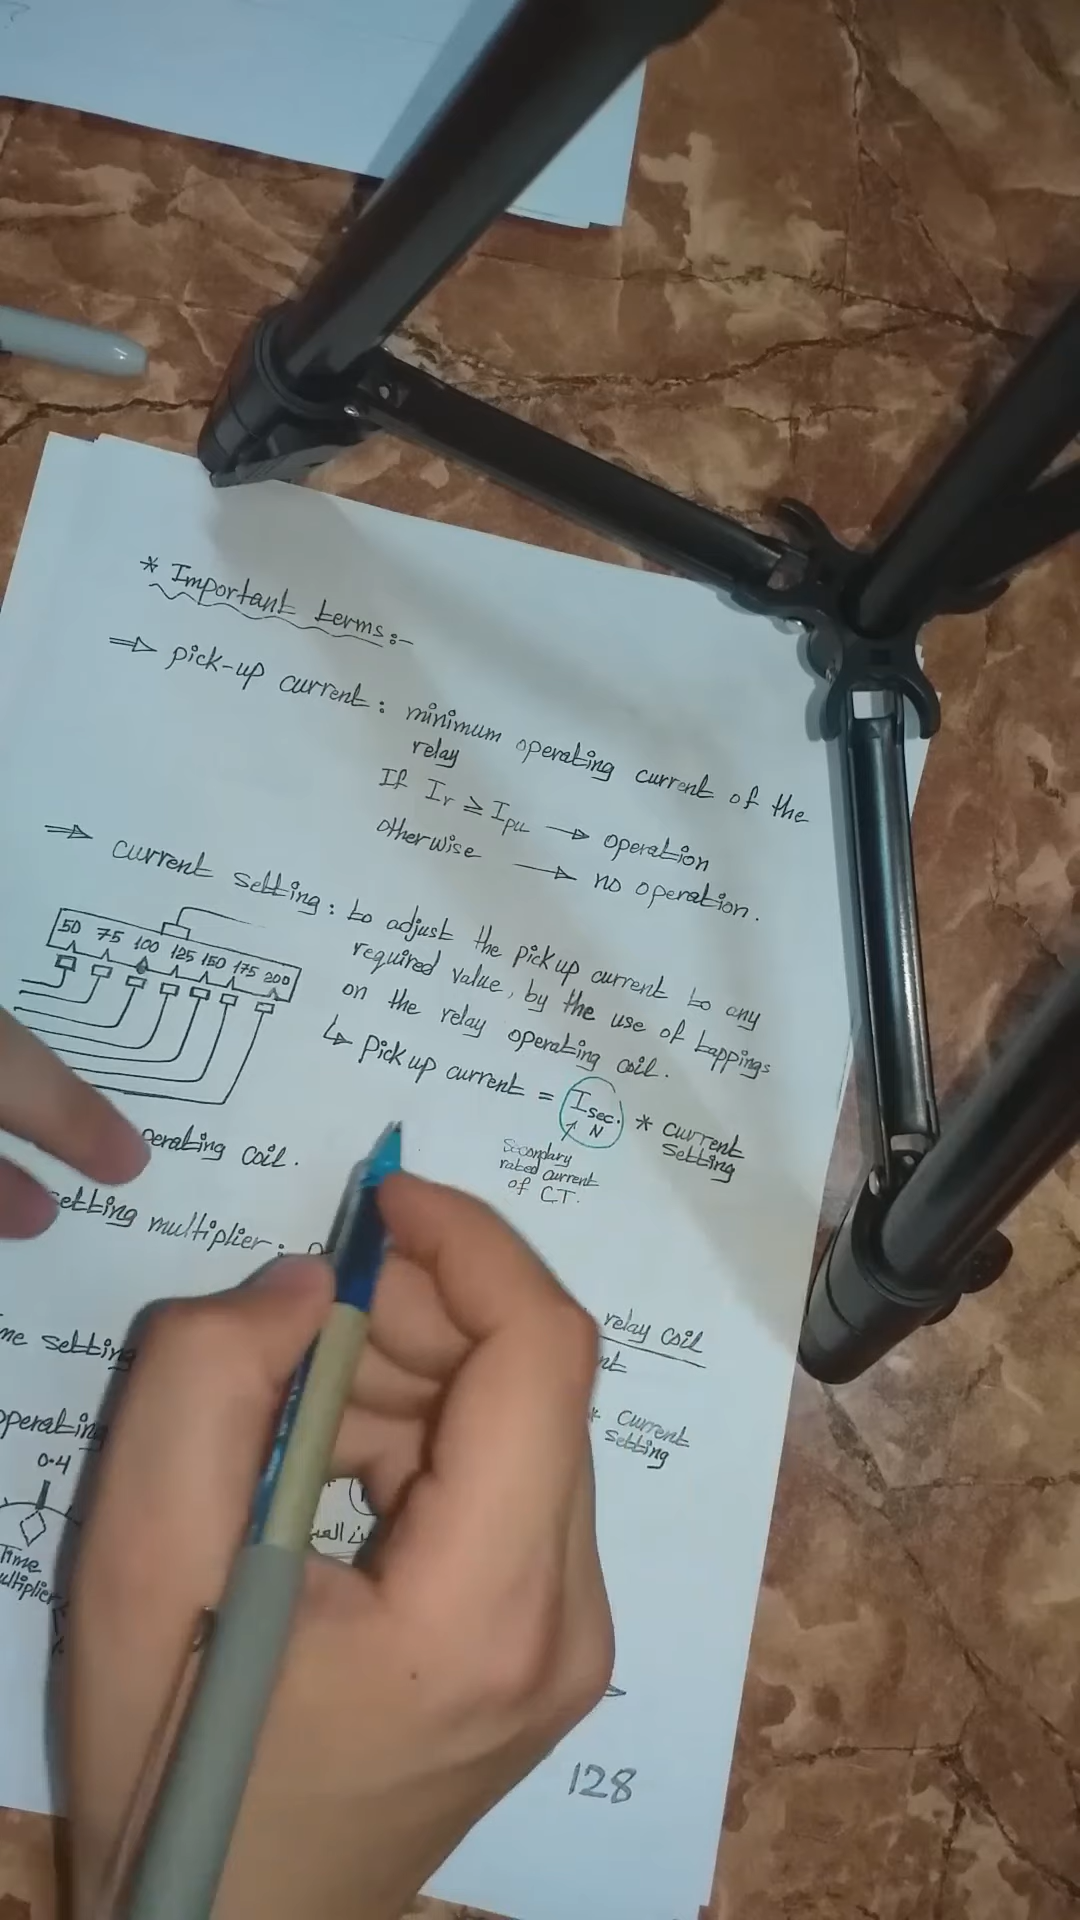 * Important terms:-
⇒ pick-up current: minimum operating current of the
relay
If Ir ≥ Ipu → operation
otherwise → no operation.
⇒ current setting: to adjust the pickup current to any
required value, by the use of tappings
on the relay operating coil.
↳ Pick up current = Isec.N * current setting
secondary
rated current
of C.T.
50 75 100 125 150 175 200
perating coil.
setting multiplier:
relay coil
nt
me setting
* current
setting
operating
0.4
Time
ultiplier
128